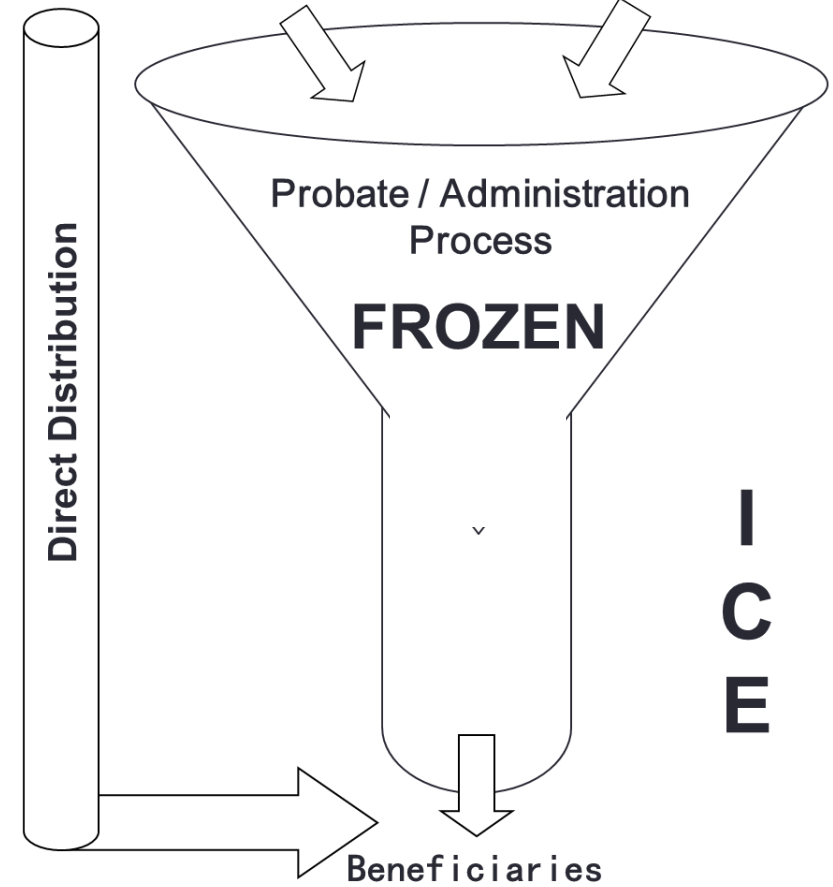 Direct Distribution
Probate / Administration
Process
FROZEN
I
C
E
Beneficiaries